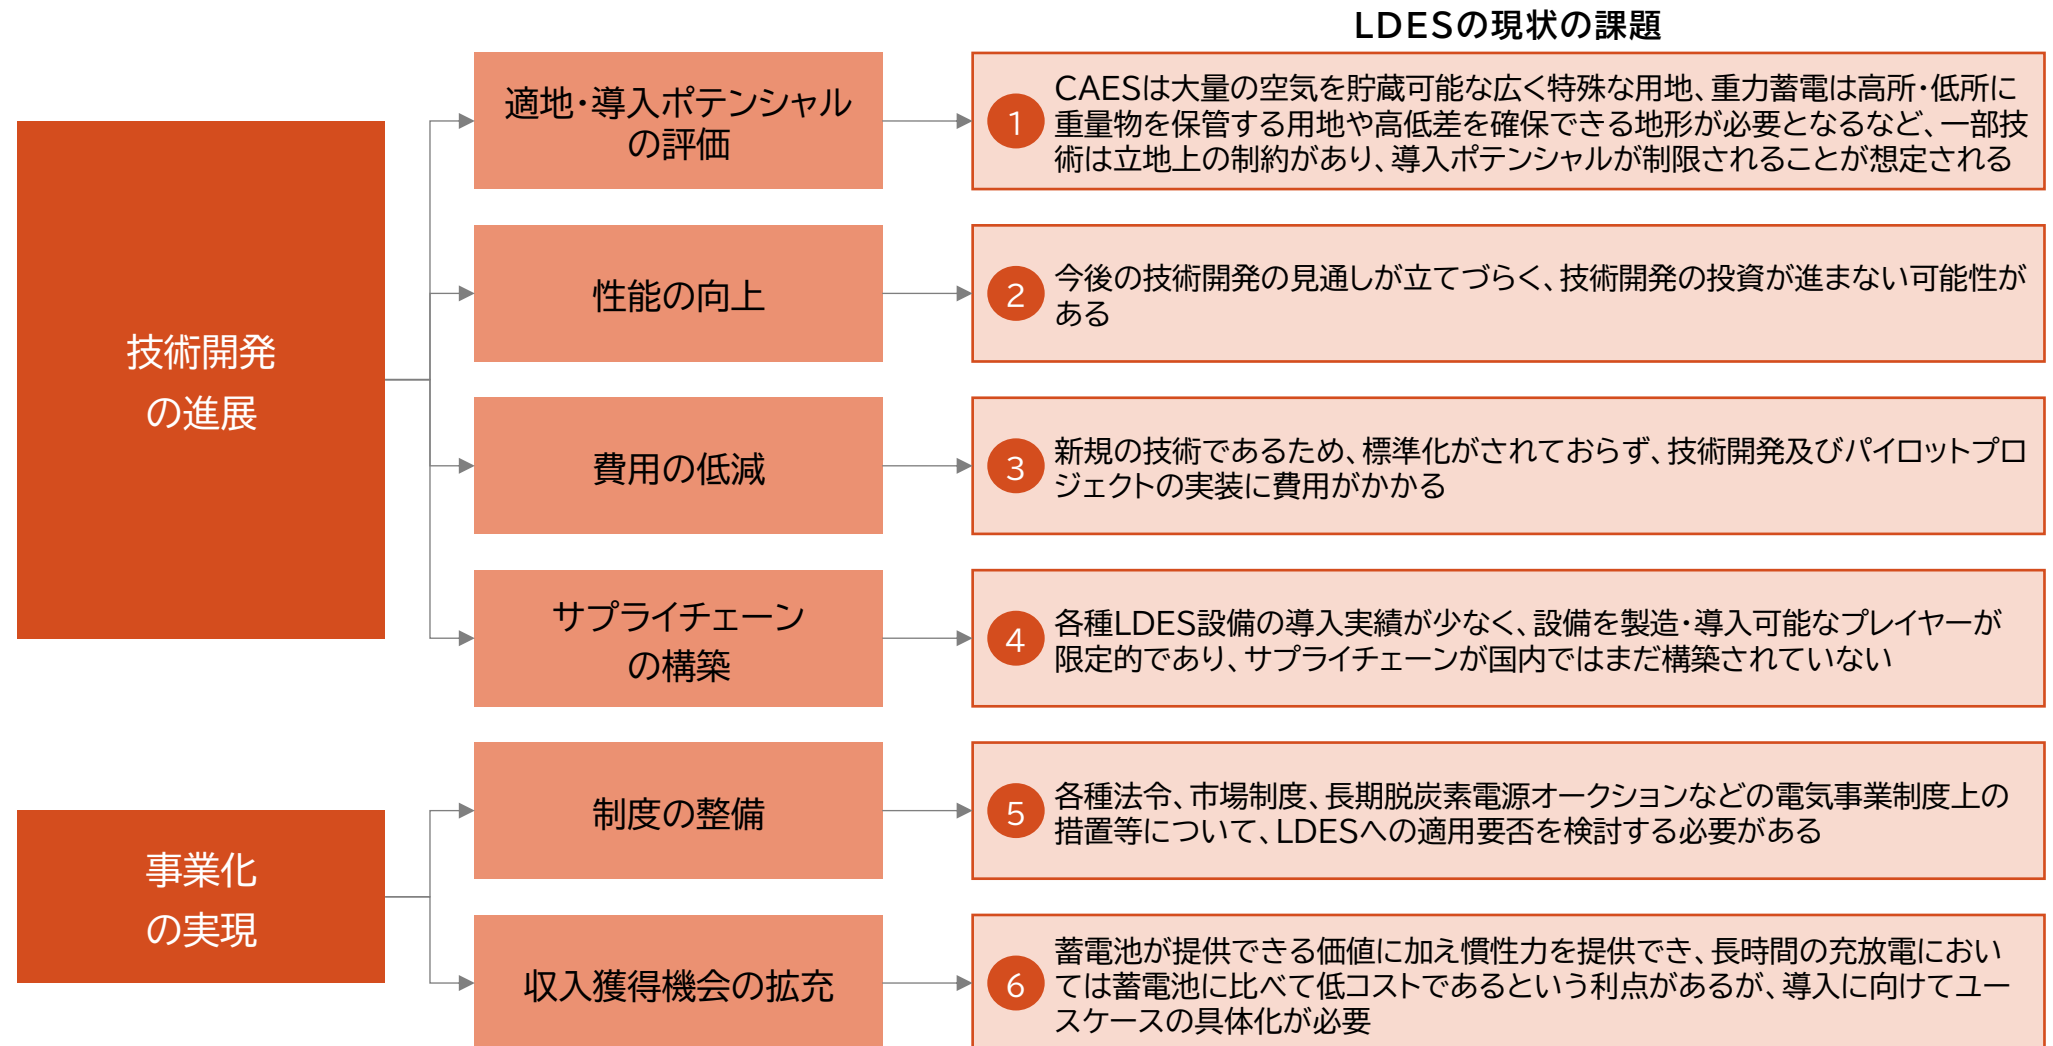 LDESの現状の課題
技術開発
の進展
適地・導入ポテンシャル
の評価
1
CAESは大量の空気を貯蔵可能な広く特殊な用地、重力蓄電は高所・低所に
重量物を保管する用地や高低差を確保できる地形が必要となるなど、一部技
術は立地上の制約があり、導入ポテンシャルが制限されることが想定される
性能の向上
2
今後の技術開発の見通しが立てづらく、技術開発の投資が進まない可能性が
ある
費用の低減
3
新規の技術であるため、標準化がされておらず、技術開発及びパイロットプロ
ジェクトの実装に費用がかかる
サプライチェーン
の構築
4
各種LDES設備の導入実績が少なく、設備を製造・導入可能なプレイヤーが
限定的であり、サプライチェーンが国内ではまだ構築されていない
事業化
の実現
制度の整備
5
各種法令、市場制度、長期脱炭素電源オークションなどの電気事業制度上の
措置等について、LDESへの適用要否を検討する必要がある
収入獲得機会の拡充
6
蓄電池が提供できる価値に加え慣性力を提供でき、長時間の充放電におい
ては蓄電池に比べて低コストであるという利点があるが、導入に向けてユー
スケースの具体化が必要